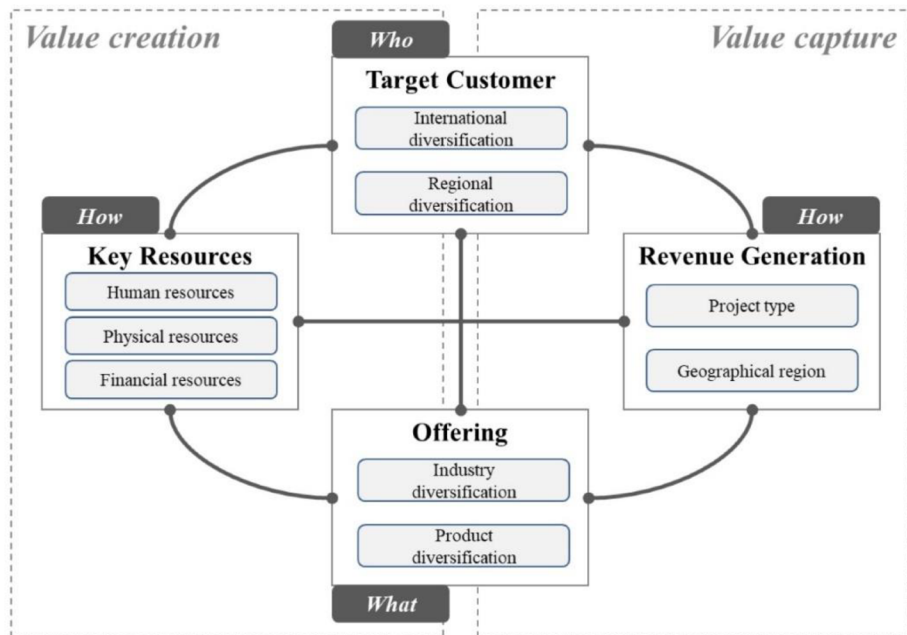 Value creation
Who
Value capture
Target Customer
International
diversification
Regional
diversification
How
Key Resources
Human resources
Physical resources
Financial resources
How
Revenue Generation
Project type
Geographical region
Offering
Industry
diversification
Product
diversification
What